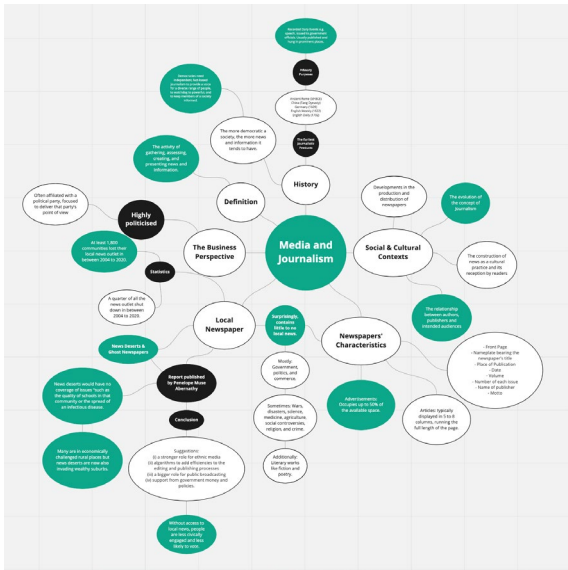 History
The more democratic a
society, the more news
and information it
tends to have.
The activity of
gathering, assessing,
creating, and
presenting news and
information.
Definition
Developments in the
production and
distribution of
newspapers
The evolution of
the concept of
journalism
Often affiliated with a
political party, focused
to deliver that party's
point of view
Highly
politicised
Media and
Journalism
Social & Cultural
Contexts
At least 1,800
communities lost their
local news outlet in
between 2004 to 2020.
The Business
Perspective
The construction of
news as a cultural
practice and its
reception by readers
Statistics
A quarter of all the
news outlet shut
down in between
2004 to 2020.
Local
Newspaper
Surprisingly,
contains
little to no
local news.
The relationship
between authors,
publishers and
intended audiences
Newspapers'
Characteristics
News Deserts &
Ghost Newspapers
- Front Page
- Nameplate bearing the
newspaper's title
- Place of Publication
- Date
- Volume
- Number of each issue
- Name of publisher
- Motto
Mostly:
Government,
politics, and
commerce.
Report published
by Penelope Muse
Abernathy
News deserts would have no
coverage of issues "such as
the quality of schools in that
community or the spread of
an infectious disease.
Advertisements:
Occupies up to 50% of
the available space.
Articles: typically
displayed in 5 to 8
columns, running the
full length of the page
Conclusion
Sometimes: Wars,
disasters, science,
medicine, agriculture,
social controversies,
religion, and crime.
Many are in economically
challenged rural places but
news deserts are now also
invading wealthy suburbs.
Suggestions:
(i) a stronger role for ethnic media
(ii) algorithms to add efficiencies to the
editing and publishing processes
(iii) a bigger role for public broadcasting
(iv) support from government money and
policies.
Additionally:
Literary works
like fiction and
poetry.
Without access to
local news, people
are less civically
engaged and less
likely to vote.